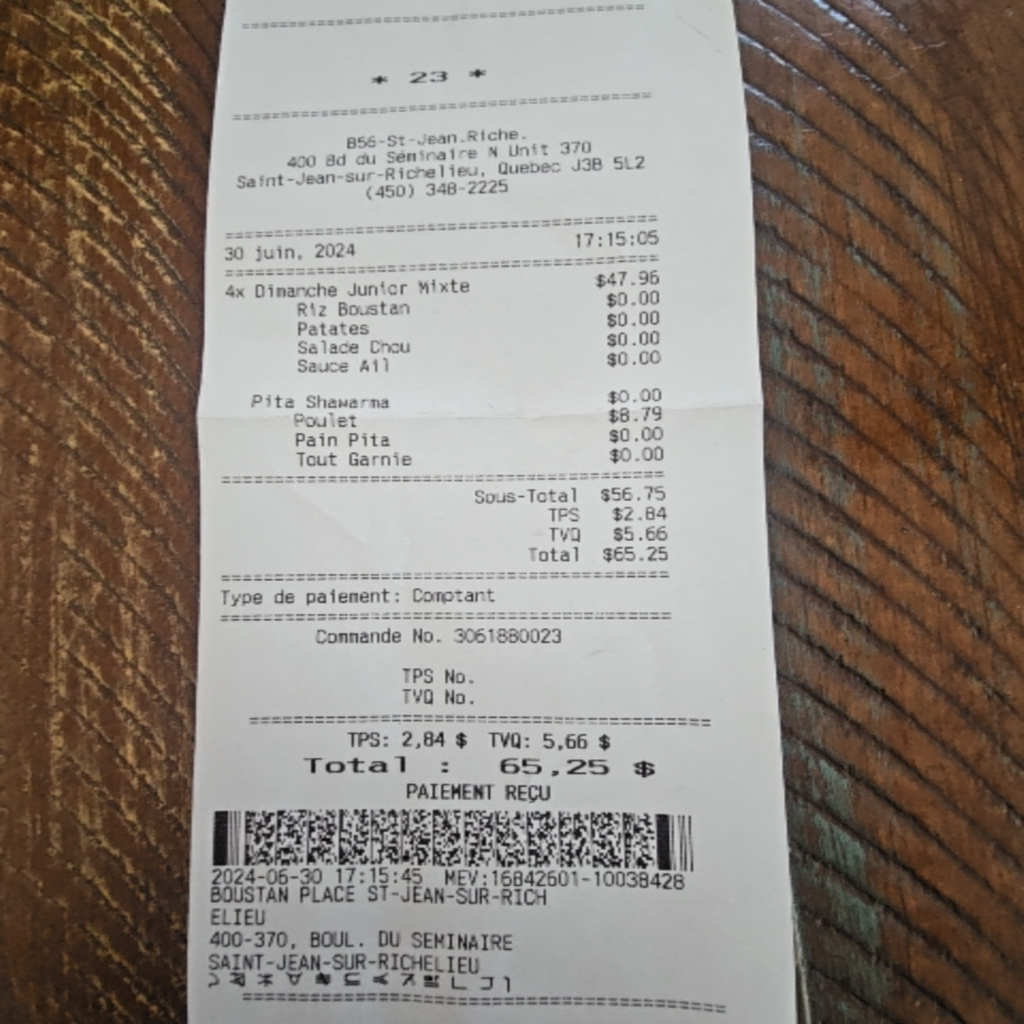 * 23 *
B56-St-Jean.Riche.
400 Bd du Séminaire N Unit 370
Saint-Jean-sur-Richelieu, Quebec J3B 5L2
(450) 348-2225
30 juin, 2024 17:15:05
4x Dimanche Junior Mixte $47.96
Riz Boustan $0.00
Patates $0.00
Salade Chou $0.00
Sauce Ail $0.00
Pita Shawarma $0.00
Poulet $8.79
Pain Pita $0.00
Tout Garnie $0.00
Sous-Total $56.75
TPS $2.84
TVQ $5.66
Total $65.25
Type de paiement: Comptant
Commande No. 3061880023
TPS No.
TVQ No.
TPS: 2,84 $ TVQ: 5,66 $
Total : 65,25 $
PAIEMENT REÇU
2024-06-30 17:15:45 MEV:16842601-10038428
BOUSTAN PLACE ST-JEAN-SUR-RICH
ELIEU
400-370, BOUL. DU SEMINAIRE
SAINT-JEAN-SUR-RICHELIEU